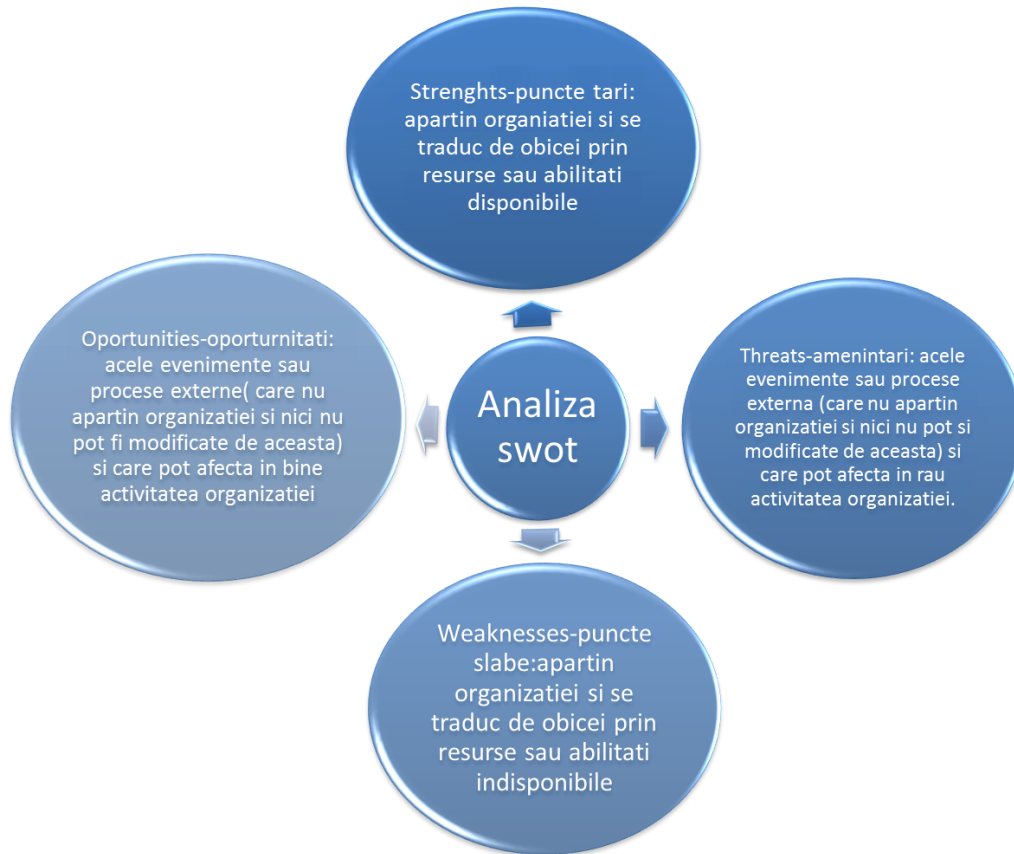 Strenghts-puncte tari:
apartin organiatiei si se
traduc de obicei prin
resurse sau abilitati
disponibile
Oportunities-oporturnitati:
acele evenimente sau
procese externe( care nu
apartin organizatiei si nici nu
pot fi modificate de aceasta)
si care pot afecta in bine
activitatea organizatiei
Analiza
swot
Threats-amenintari: acele
evenimente sau procese
externa (care nu apartin
organizatiei si nici nu pot si
modificate de aceasta) si
care pot afecta in rau
activitatea organizatiei.
Weaknesses-puncte
slabe:apartin
organizatiei si se
traduc de obicei prin
resurse sau abilitati
indisponibile